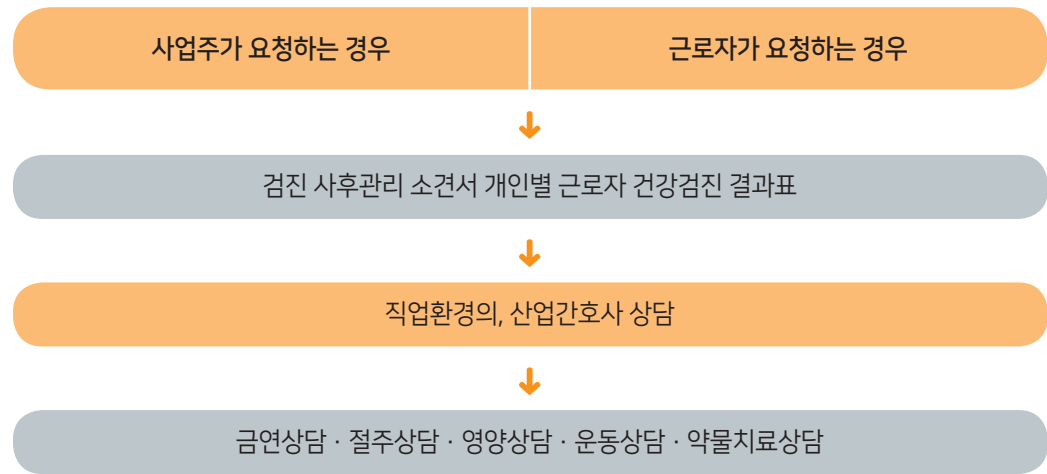 사업주가 요청하는 경우
근로자가 요청하는 경우
검진 사후관리 소견서 개인별 근로자 건강검진 결과표
직업환경의, 산업간호사 상담
금연상담 · 절주상담 · 영양상담 · 운동상담 · 약물치료상담